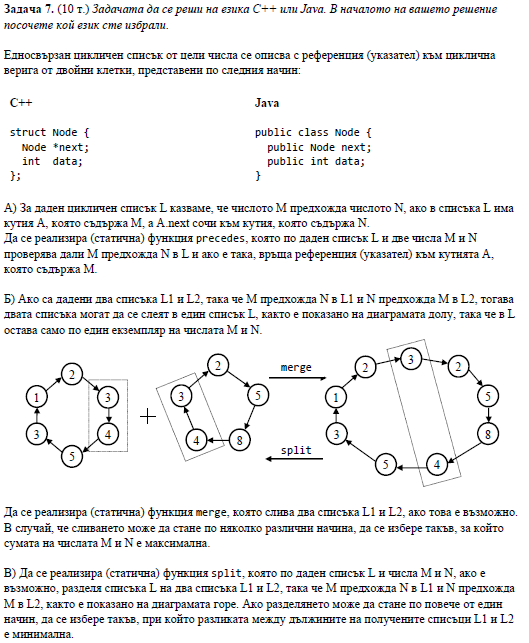 Задача 7. (10 т.) Задачата да се реши на езика C++ или Java. В началото на вашето решение
посочете кой език сте избрали.
Едносвързан цикличен списък от цели числа се описва с референция (указател) към циклична
верига от двойни клетки, представени по следния начин:
C++ Java
struct Node { public class Node {
Node *next; public Node next;
int data; public int data;
}; }
А) За даден цикличен списък L казваме, че числото M предхожда числото N, ако в списъка L има
кутия A, която съдържа M, а A.next сочи към кутия, която съдържа N.
Да се реализира (статична) функция precedes, която по даден списък L и две числа M и N
проверява дали M предхожда N в L и ако е така, връща референция (указател) към кутията A,
която съдържа M.
Б) Ако са дадени два списъка L1 и L2, така че M предхожда N в L1 и N предхожда M в L2, тогава
двата списъка могат да се слеят в един списък L, както е показано на диаграмата долу, така че в L
остава само по един екземпляр на числата M и N.
1 2 3 4 5 3
+
3 2 5 8 4
merge
split
1 2 3 2 5 8 4 5 3
Да се реализира (статична) функция merge, която слива два списъка L1 и L2, ако това е възможно.
В случай, че сливането може да стане по няколко различни начина, да се избере такъв, за който
сумата на числата M и N е максимална.
В) Да се реализира (статична) функция split, която по даден списък L и числа M и N, ако е
възможно, разделя списъка L на два списъка L1 и L2, така че M предхожда N в L1 и N предхожда
M в L2, както е показано на диаграмата горе. Ако разделянето може да стане по повече от един
начин, да се избере такъв, при който разликата между дължините на получените списъци L1 и L2
е минимална.